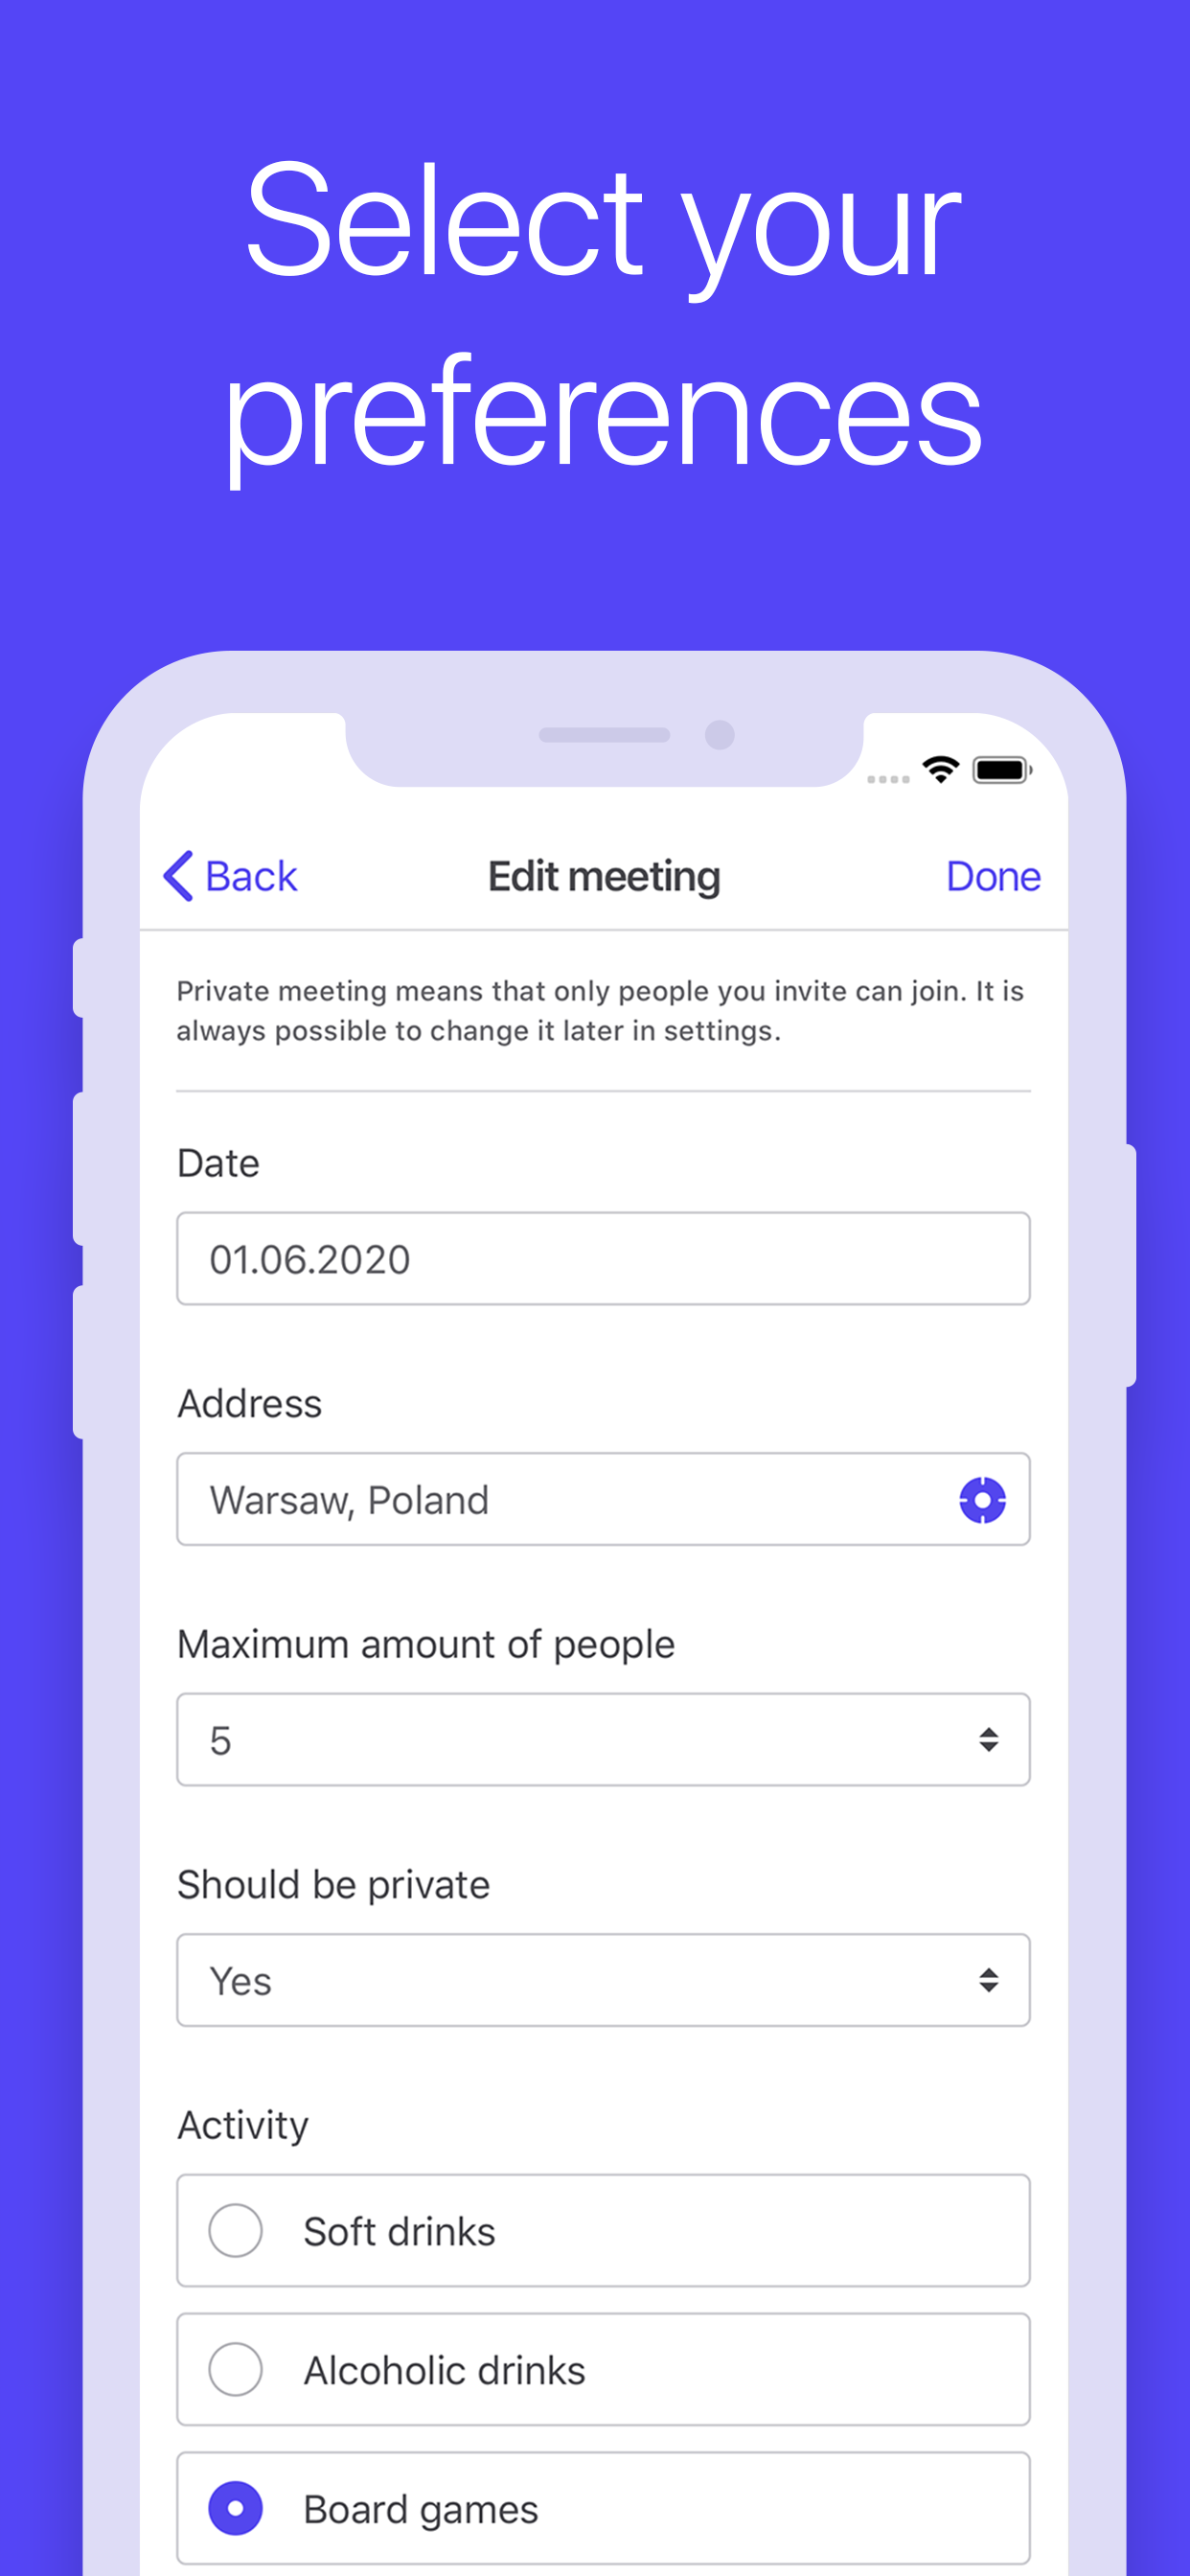 Select your
preferences
Back
Edit meeting
Done
Private meeting means that only people you invite can join. It is
always possible to change it later in settings.
Date
01.06.2020
Address
Warsaw, Poland
Maximum amount of people
5
Should be private
Yes
Activity
Soft drinks
Alcoholic drinks
Board games